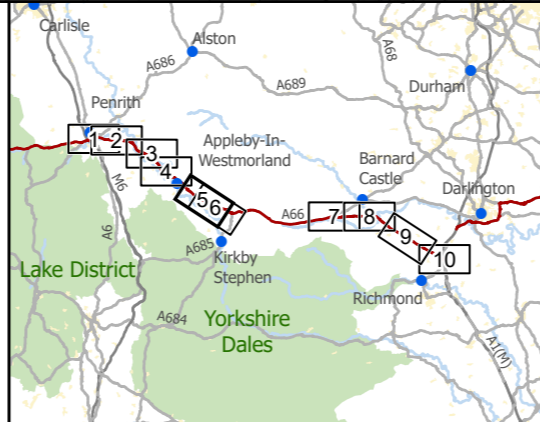 Carlisle
Alston
A686
A68
A689
Durham
Penrith
Appleby-In-
Westmorland
Barnard
Castle
Darlington
1
2
3
4
5
6
7
8
9
10
M6
A6
A66
A685
Kirkby
Stephen
Lake District
Richmond
A684
Yorkshire
Dales
A1(M)